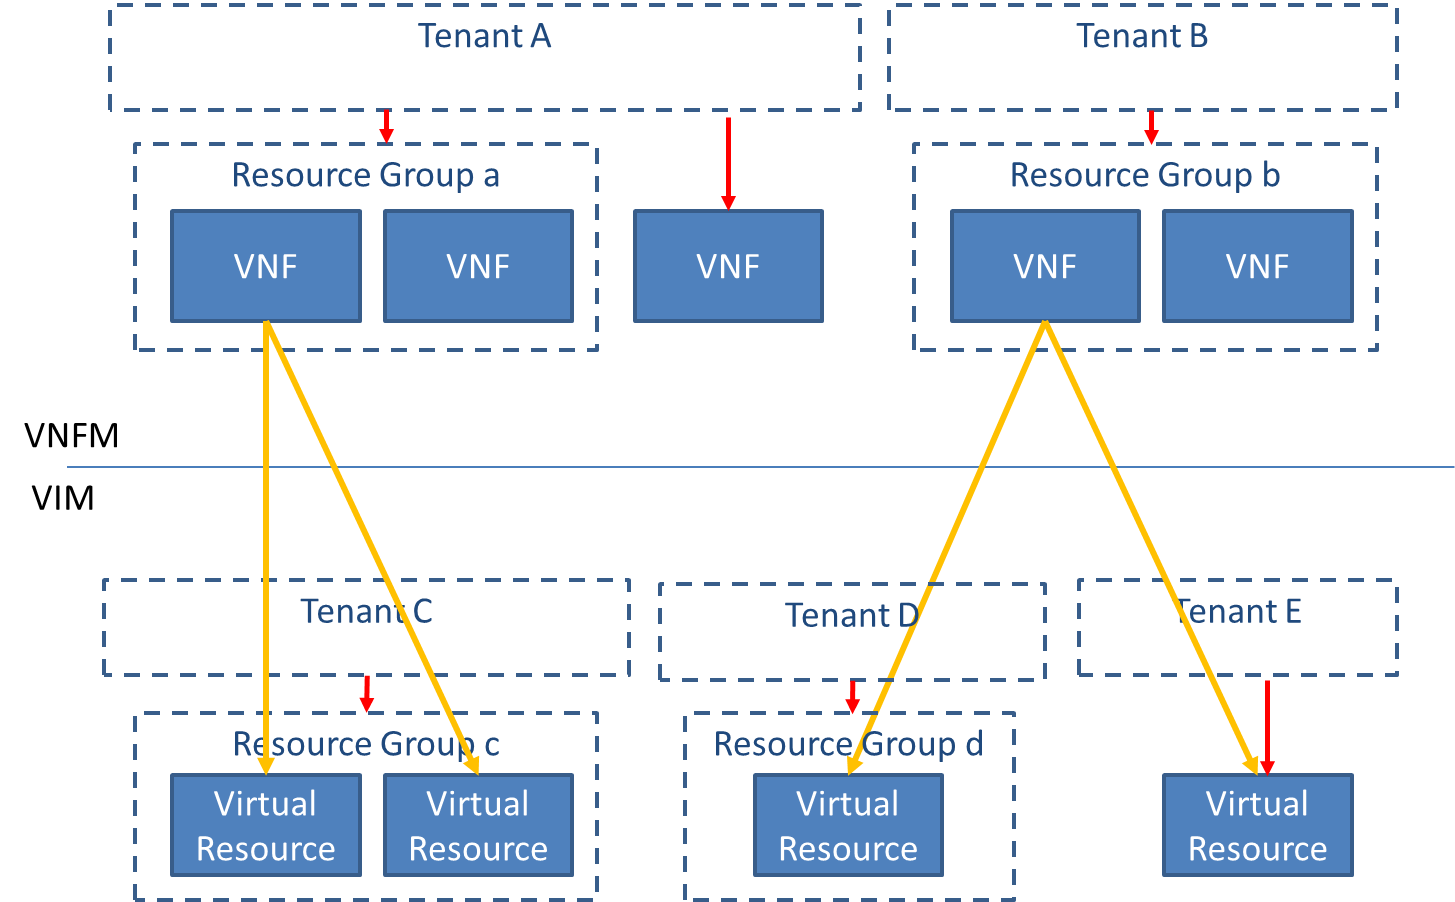 Tenant A
Tenant B
Resource Group a
Resource Group b
VNF
VNF
VNF
VNF
VNF
VNFM
VIM
Tenant C
Tenant D
Tenant E
Resource Group c
Resource Group d
Virtual
Resource
Virtual
Resource
Virtual
Resource
Virtual
Resource